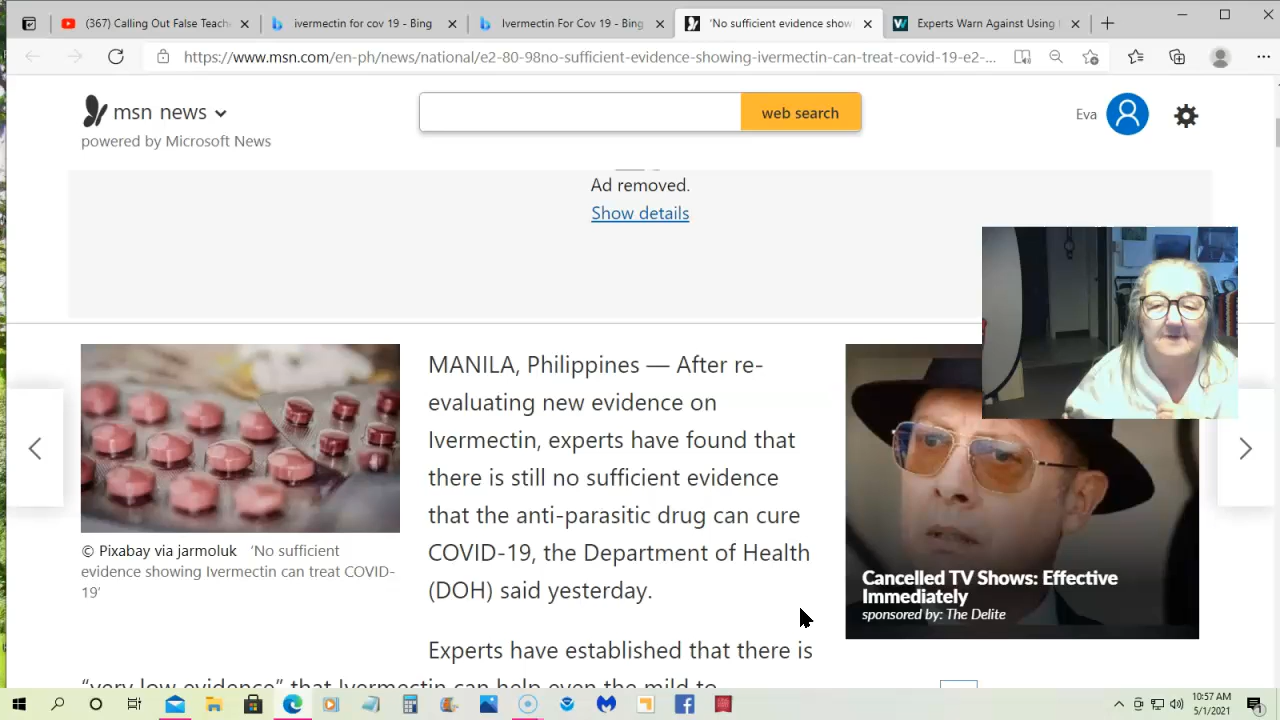 (367) Calling Out False Teach
ivermectin for cov 19 - Bing
Ivermectin For Cov 19 - Bing
'No sufficient evidence show
Experts Warn Against Using
https://www.msn.com/en-ph/news/national/e2-80-98no-sufficient-evidence-showing-ivermectin-can-treat-covid-19-e2-...
msn news
powered by Microsoft News
web search
Eva
Ad removed.
Show details
MANILA, Philippines — After re-
evaluating new evidence on
Ivermectin, experts have found that
there is still no sufficient evidence
that the anti-parasitic drug can cure
COVID-19, the Department of Health
(DOH) said yesterday.
Experts have established that there is
"very low evidence" that Ivermectin can help even the mild to
© Pixabay via jarmoluk 'No sufficient
evidence showing Ivermectin can treat COVID-
19'
Cancelled TV Shows: Effective
Immediately
sponsored by: The Delite
10:57 AM
5/1/2021